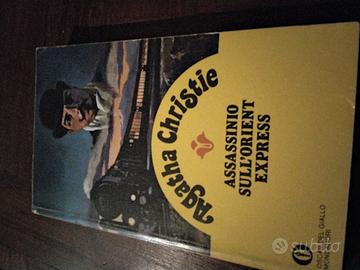 Agatha Christie
ASSASSINIO
SULL'ORIENT
EXPRESS
OSCAR DEL GIALLO
MONDADORI
subito